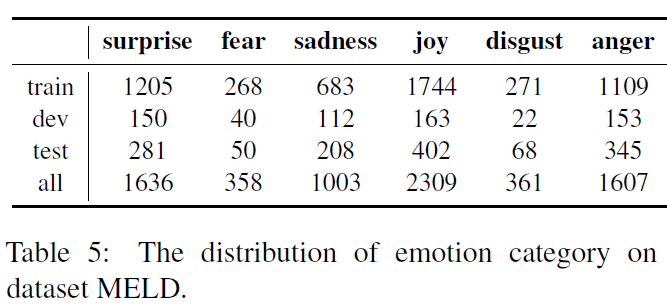 surprise fear sadness joy disgust anger
train 1205 268 683 1744 271 1109
dev 150 40 112 163 22 153
test 281 50 208 402 68 345
all 1636 358 1003 2309 361 1607
Table 5: The distribution of emotion category on
dataset MELD.